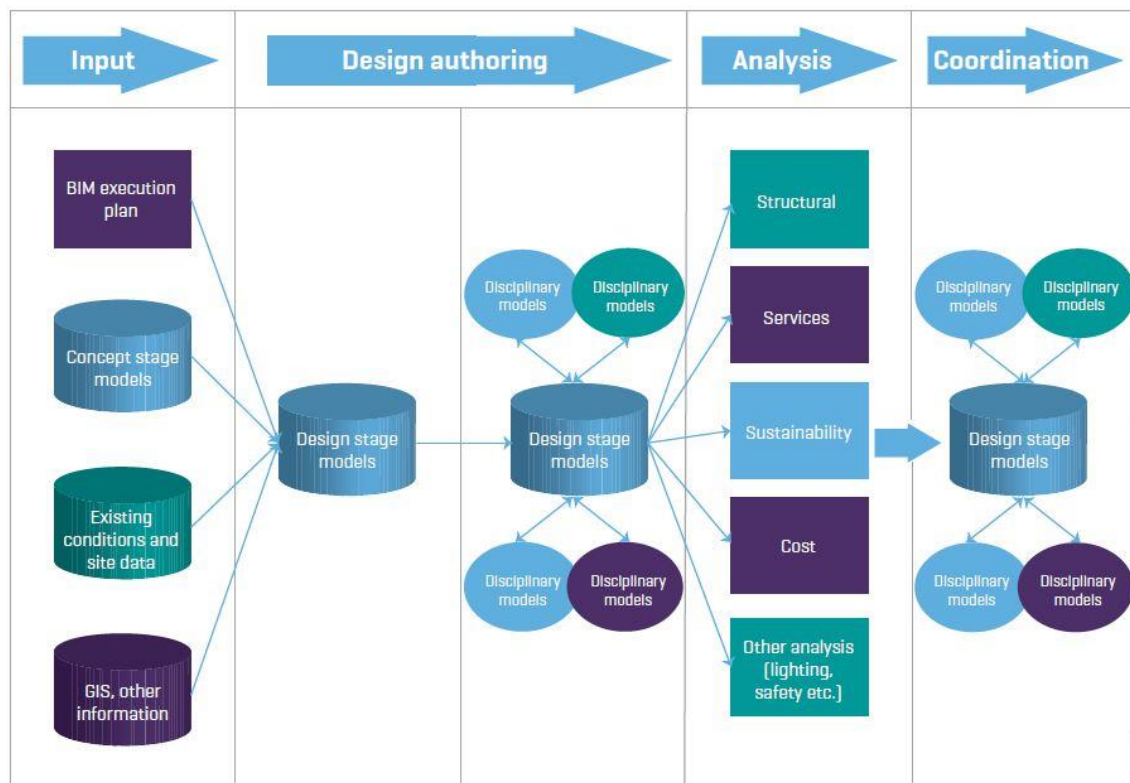 Input
Design authoring
Analysis
Coordination
BIM execution
plan
Concept stage
models
Existing
conditions and
site data
GIS, other
information
Design stage
models
Disciplinary
models
Disciplinary
models
Design stage
models
Disciplinary
models
Disciplinary
models
Structural
Services
Sustainability
Cost
Other analysis
(lighting,
safety etc.)
Disciplinary
models
Disciplinary
models
Design stage
models
Disciplinary
models
Disciplinary
models